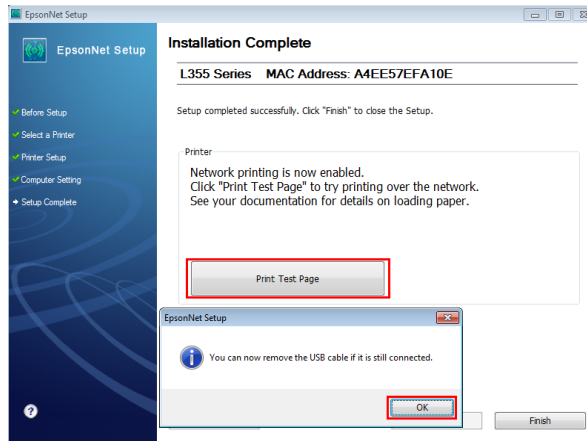 EpsonNet Setup
EpsonNet Setup
Before Setup
Select a Printer
Printer Setup
Computer Setting
Setup Complete
?
Installation Complete
L355 Series MAC Address: A4EE57EFA10E
Setup completed successfully. Click "Finish" to close the Setup.
Printer
Network printing is now enabled.
Click "Print Test Page" to try printing over the network.
See your documentation for details on loading paper.
Print Test Page
EpsonNet Setup
You can now remove the USB cable if it is still connected.
OK
Finish